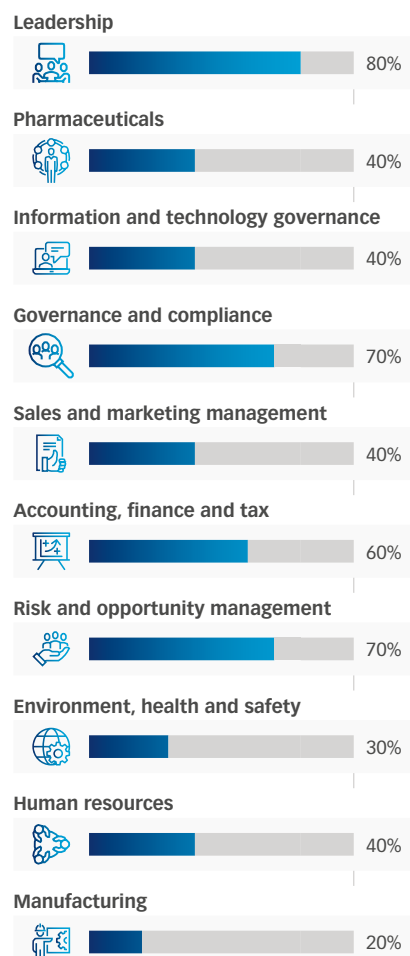 Leadership
80%
Pharmaceuticals
40%
Information and technology governance
40%
Governance and compliance
70%
Sales and marketing management
40%
Accounting, finance and tax
60%
Risk and opportunity management
70%
Environment, health and safety
30%
Human resources
40%
Manufacturing
20%